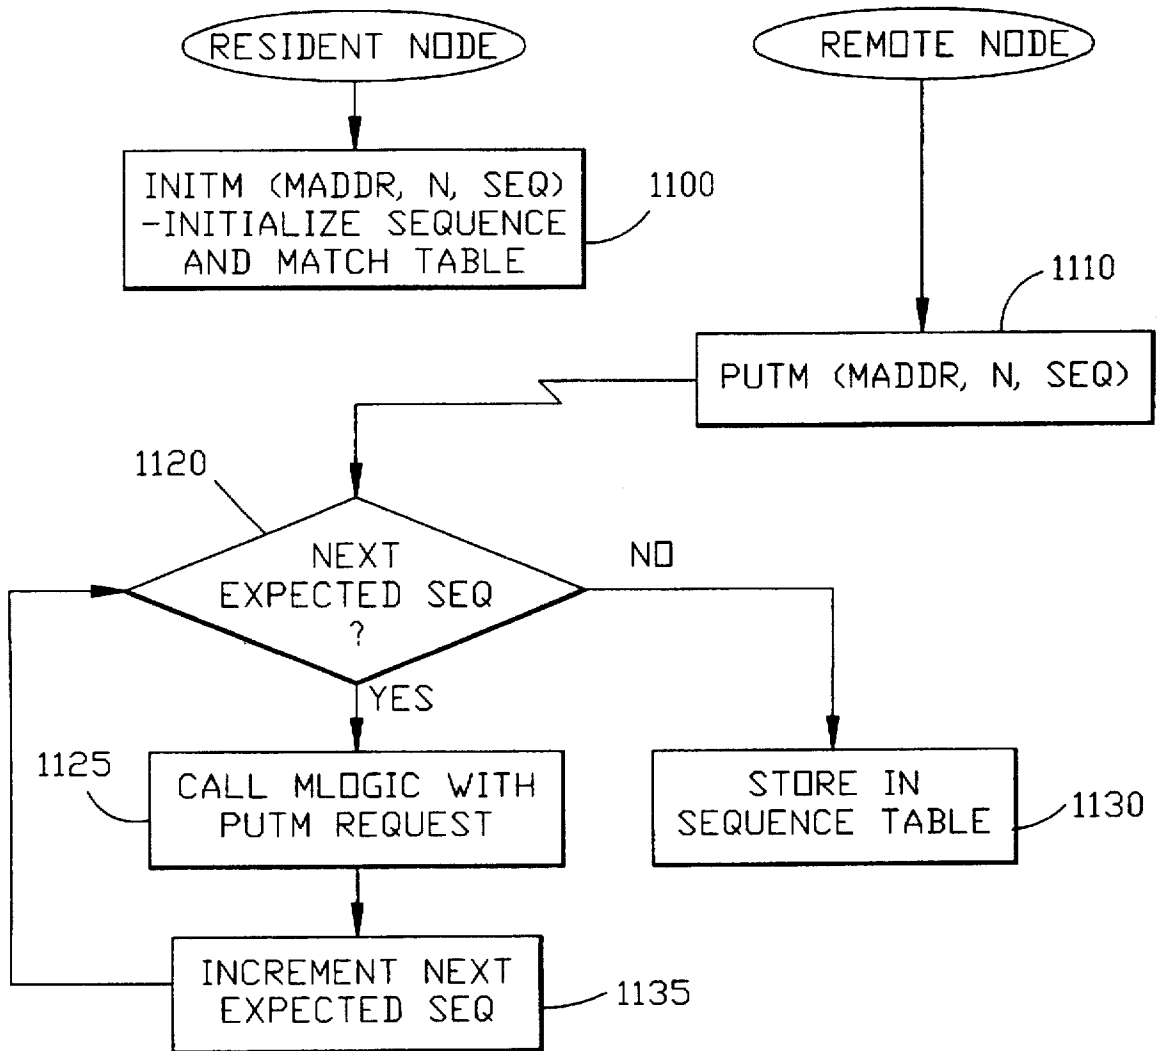 RESIDENT NODE
REMOTE NODE
INITM (MADDR, N, SEQ)
-INITIALIZE SEQUENCE
AND MATCH TABLE
1100
1110
PUTM (MADDR, N, SEQ)
1120
NEXT
EXPECTED SEQ
?
NO
YES
1125
CALL MLOGIC WITH
PUTM REQUEST
STORE IN
SEQUENCE TABLE
1130
INCREMENT NEXT
EXPECTED SEQ
1135